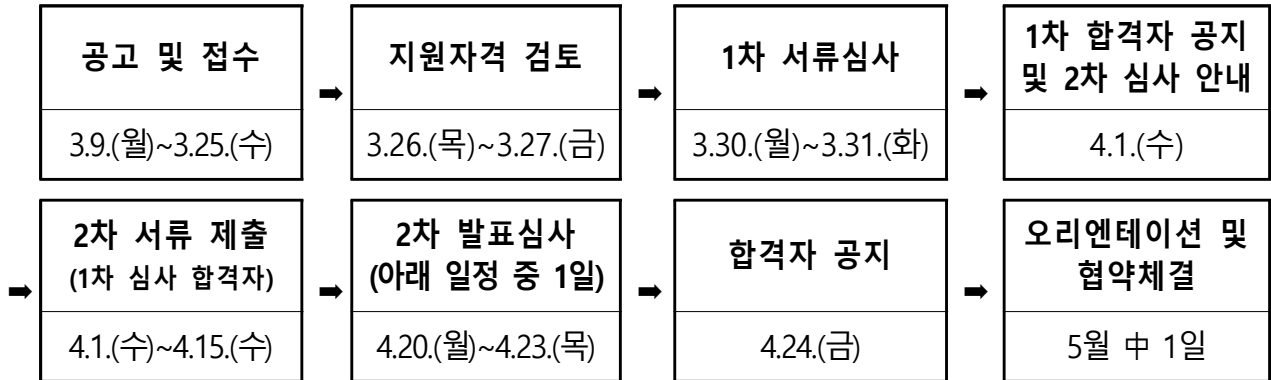 공고 및 접수
3.9.(월)~3.25.(수)
➡
지원자격 검토
3.26.(목)~3.27.(금)
➡
1차 서류심사
3.30.(월)~3.31.(화)
➡
1차 합격자 공지
및 2차 심사 안내
4.1.(수)
➡
2차 서류 제출
(1차 심사 합격자)
4.1.(수)~4.15.(수)
➡
2차 발표심사
(아래 일정 중 1일)
4.20.(월)~4.23.(목)
➡
합격자 공지
4.24.(금)
➡
오리엔테이션 및
협약체결
5월 中 1일